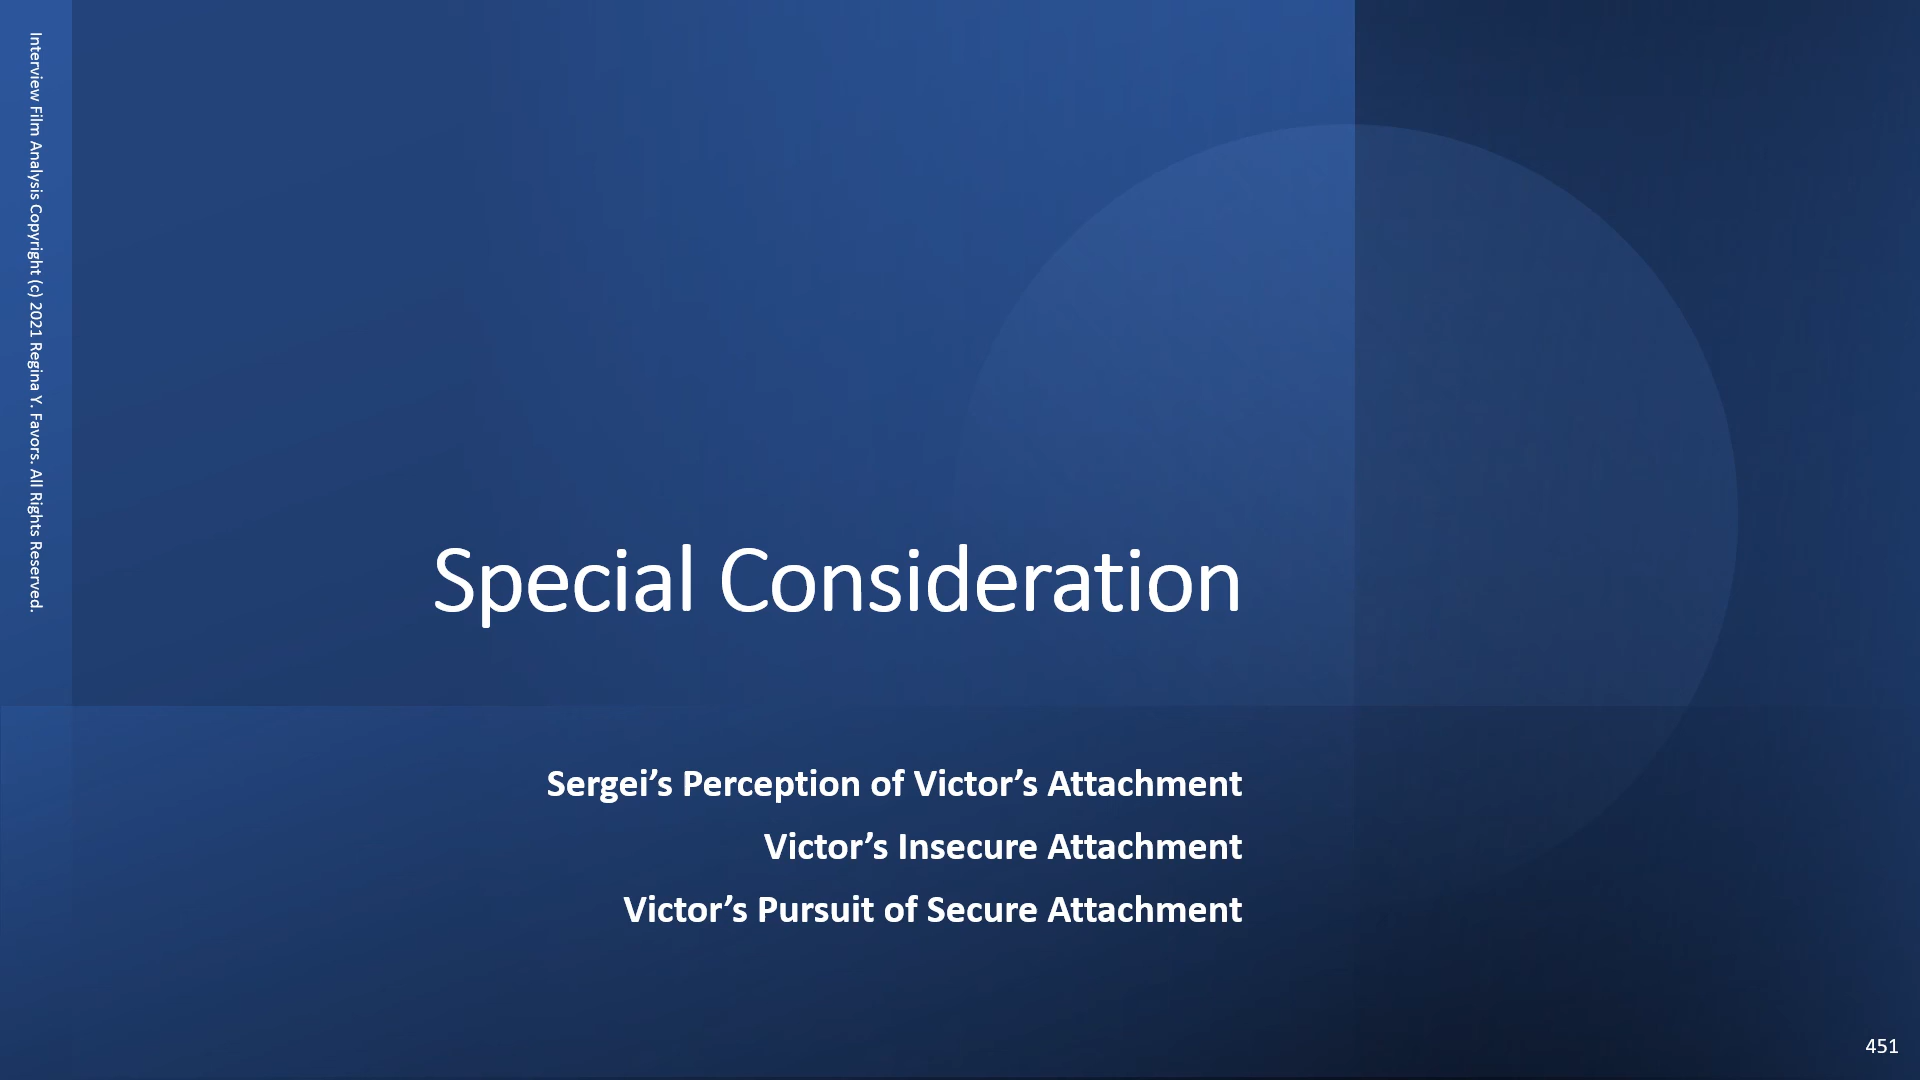 Interview Film Analysis Copyright (c) 2021 Regina Y. Favors. All Rights Reserved.
Special Consideration
Sergei’s Perception of Victor’s Attachment
Victor’s Insecure Attachment
Victor’s Pursuit of Secure Attachment
451